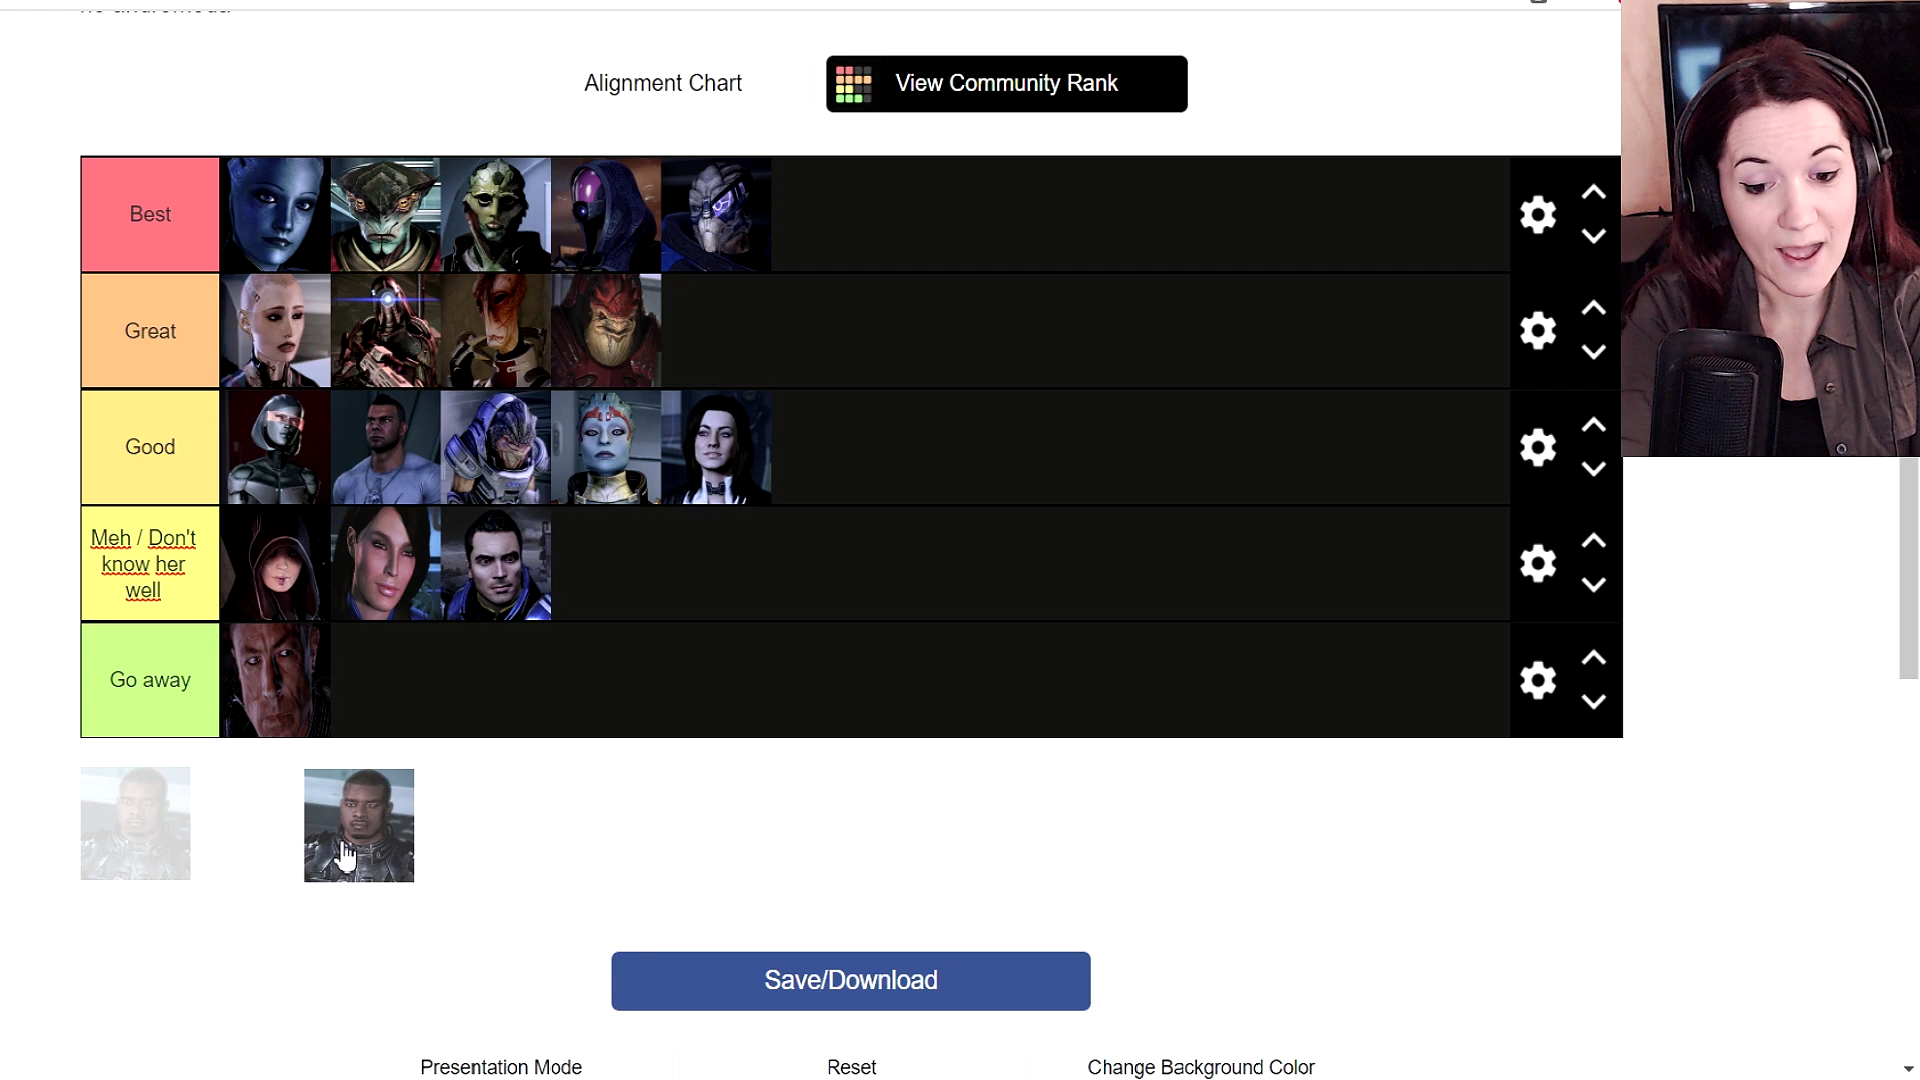 Alignment Chart
View Community Rank
Best
Great
Good
Meh / Don't
know her
well
Go away
Save/Download
Presentation Mode
Reset
Change Background Color